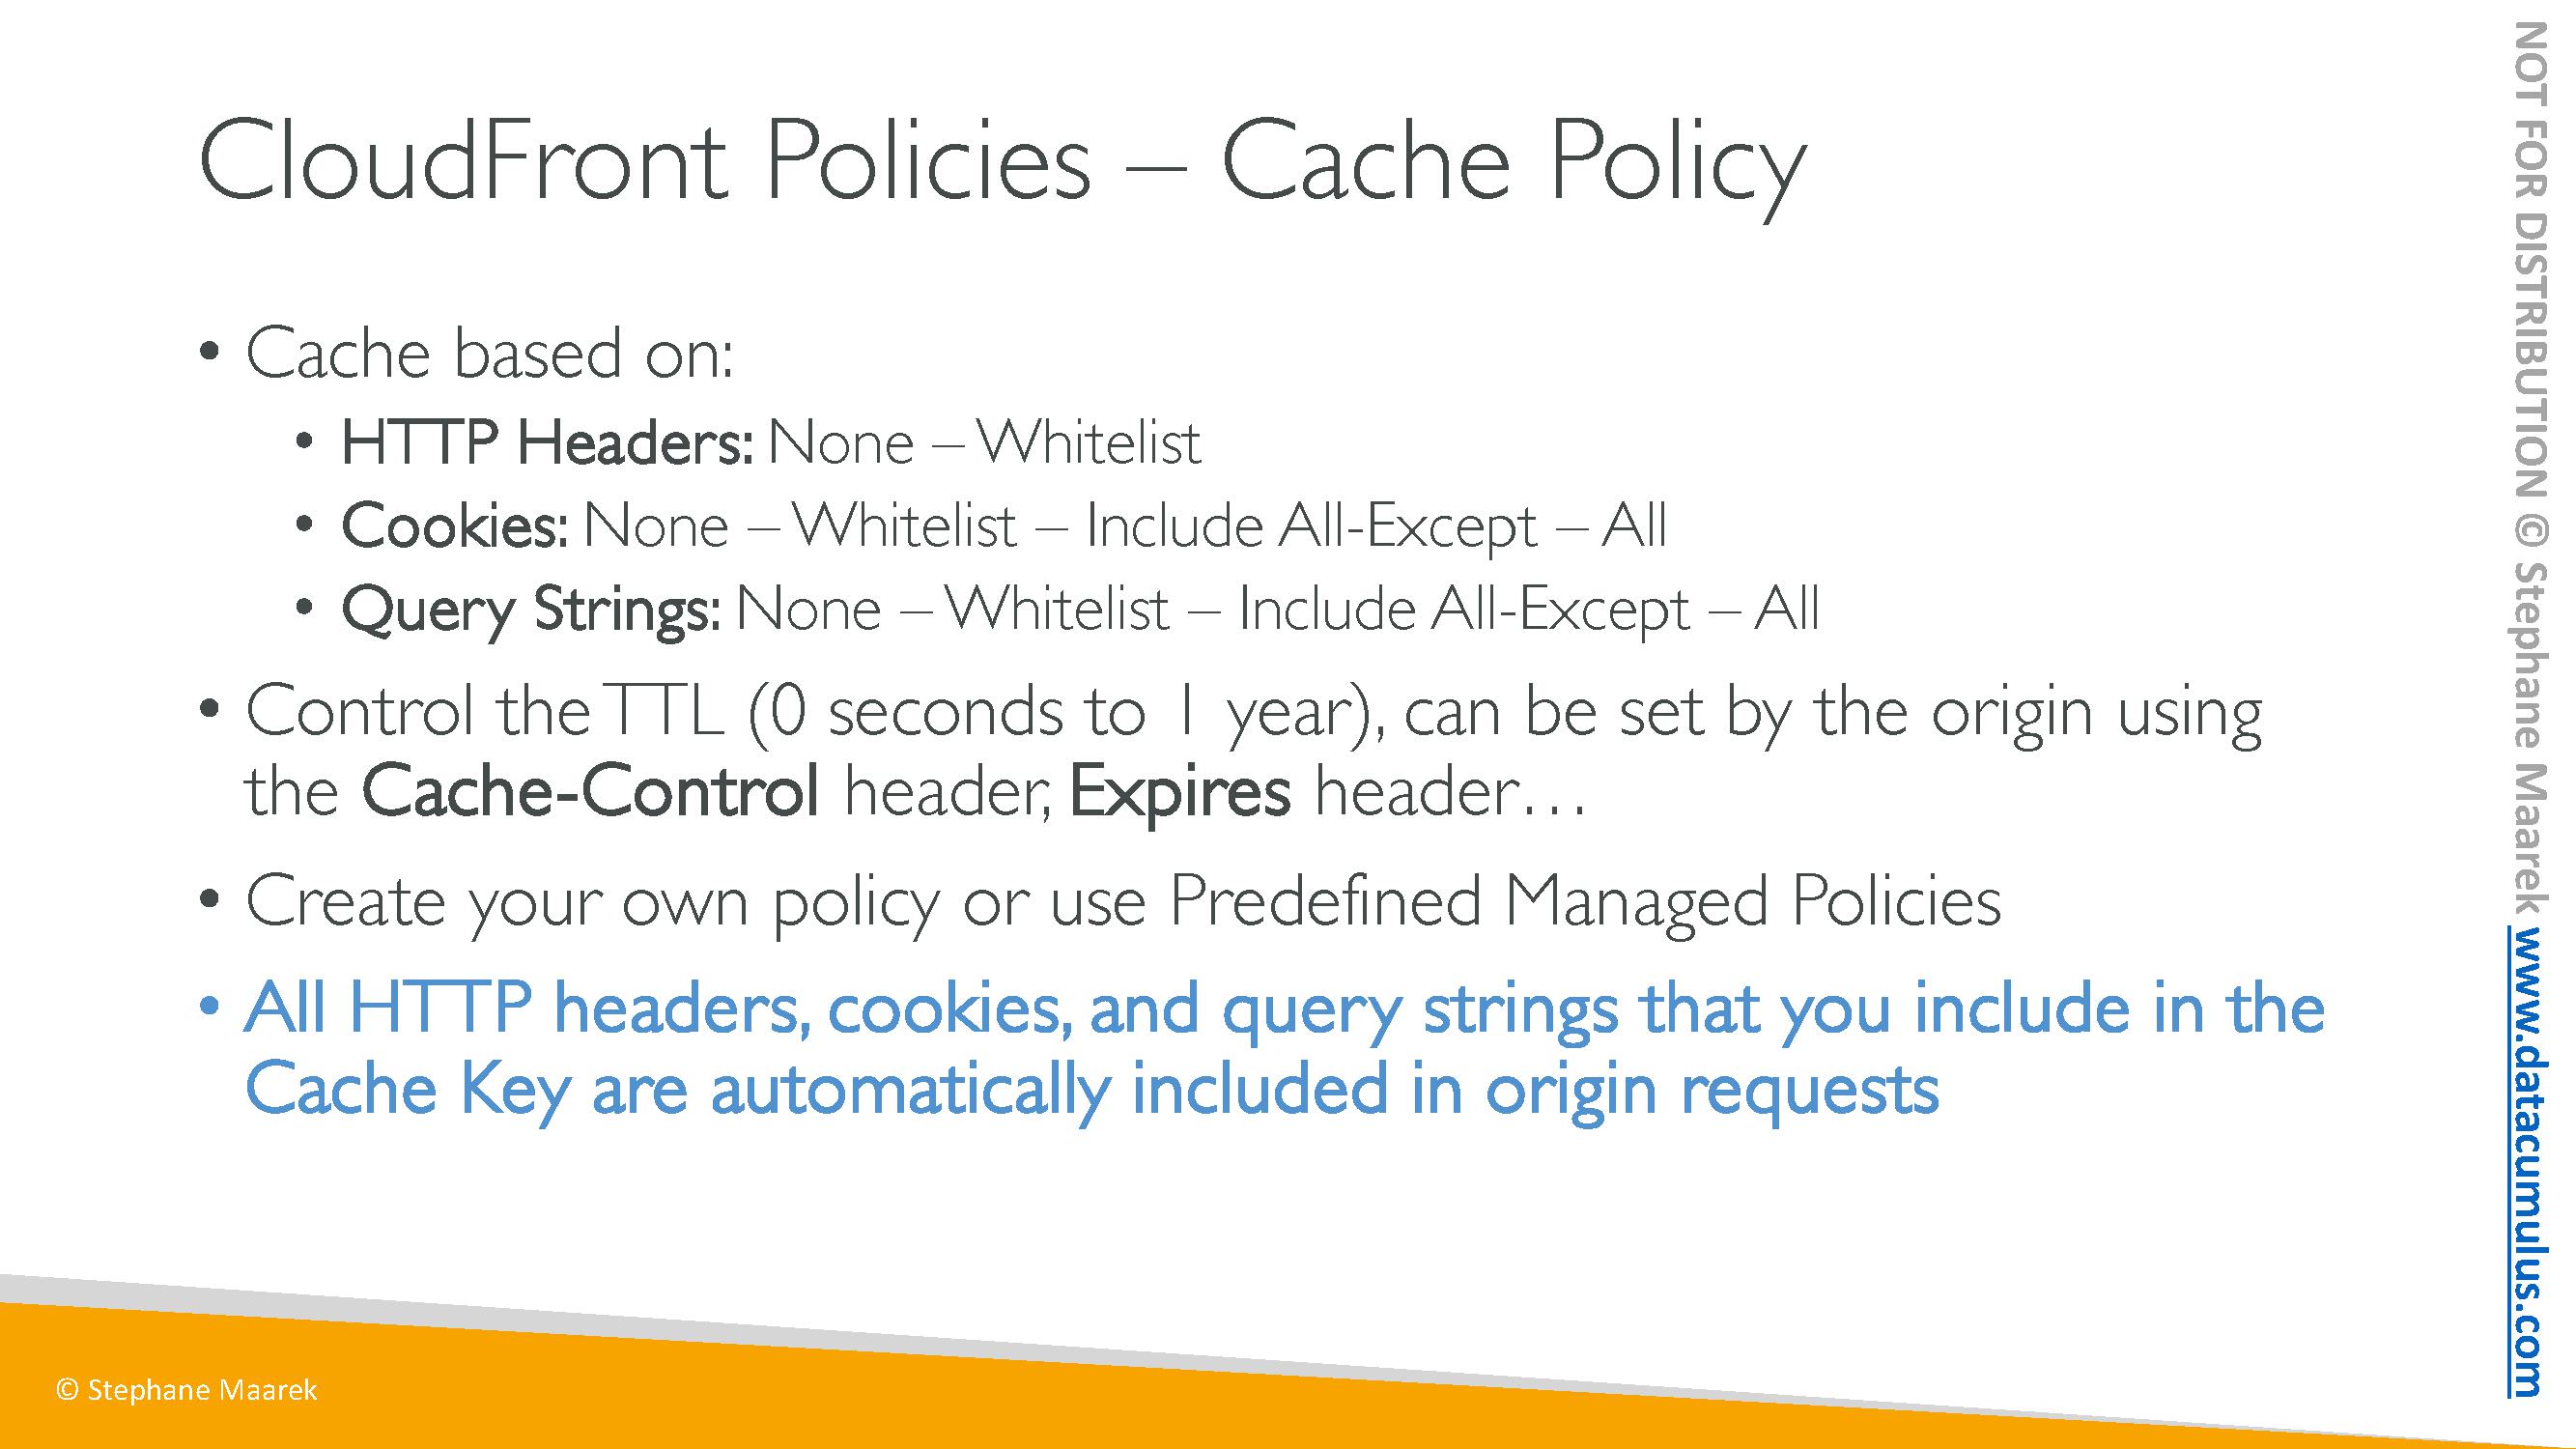 CloudFront Policies – Cache Policy
• Cache based on:
• HTTP Headers: None – Whitelist
• Cookies: None – Whitelist – Include All-Except – All
• Query Strings: None – Whitelist – Include All-Except – All
• Control the TTL (0 seconds to 1 year), can be set by the origin using
the Cache-Control header, Expires header…
• Create your own policy or use Predefined Managed Policies
• All HTTP headers, cookies, and query strings that you include in the
Cache Key are automatically included in origin requests
© Stephane Maarek
NOT FOR DISTRIBUTION © Stephane Maarek www.datacumulus.com